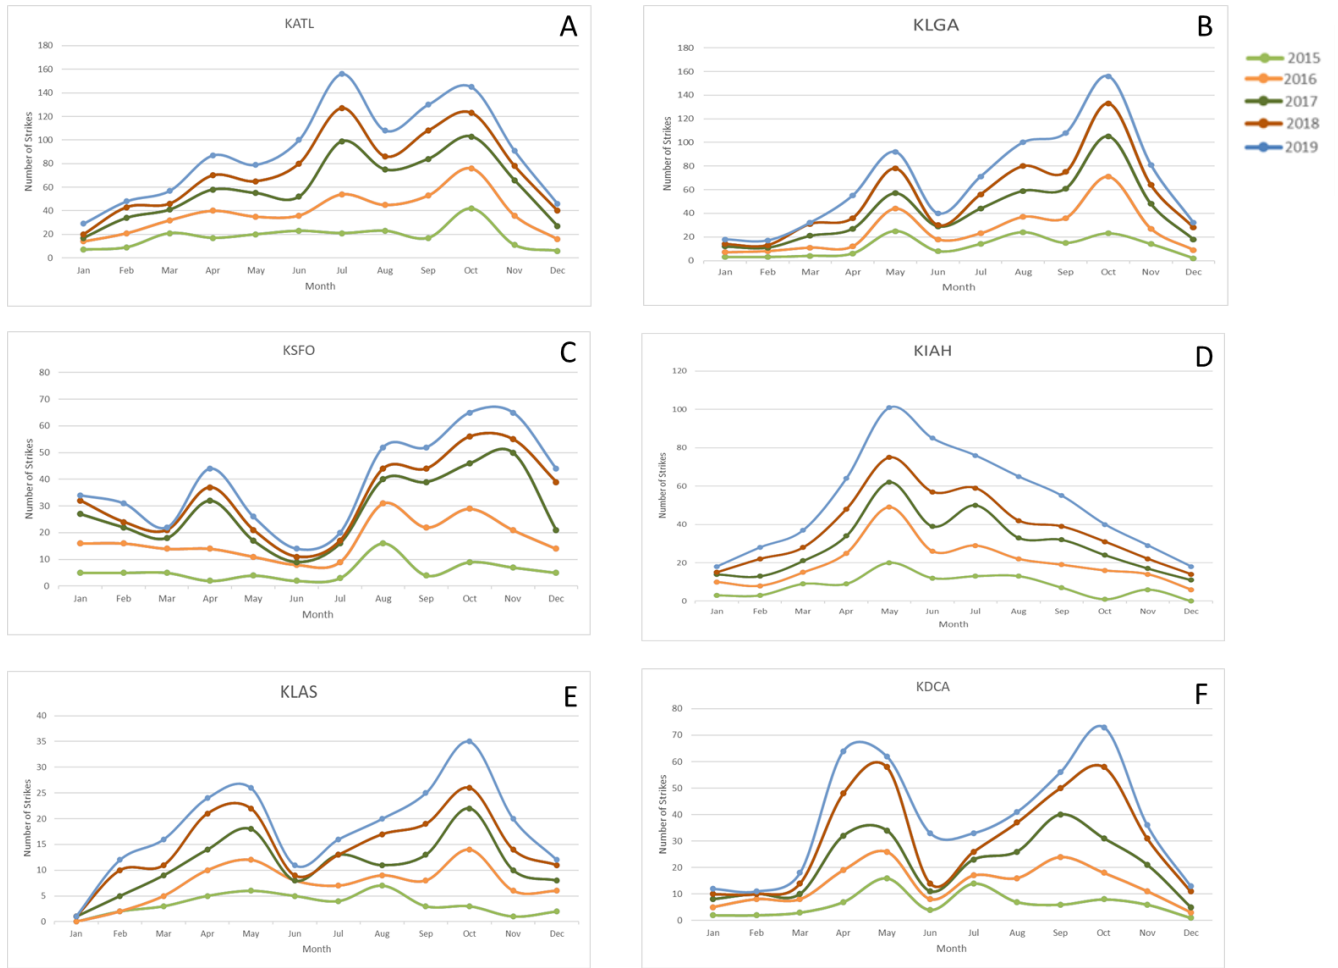 KATL
A
180
160
140
120
100
80
60
40
20
0
Number of Strikes
Jan Feb Mar Apr May Jun Jul Aug Sep Oct Nov Dec
Month
KLGA
B
180
160
140
120
100
80
60
40
20
0
Number of Strikes
Jan Feb Mar Apr May Jun Jul Aug Sep Oct Nov Dec
Month
2015
2016
2017
2018
2019
KSFO
C
80
70
60
50
40
30
20
10
0
Number of Strikes
Jan Feb Mar Apr May Jun Jul Aug Sep Oct Nov Dec
Month
KIAH
D
120
100
80
60
40
20
0
Number of Strikes
Jan Feb Mar Apr May Jun Jul Aug Sep Oct Nov Dec
Month
KLAS
E
40
35
30
25
20
15
10
5
0
Number of Strikes
Jan Feb Mar Apr May Jun Jul Aug Sep Oct Nov Dec
Month
KDCA
F
80
70
60
50
40
30
20
10
0
Number of Strikes
Jan Feb Mar Apr May Jun Jul Aug Sep Oct Nov Dec
Month